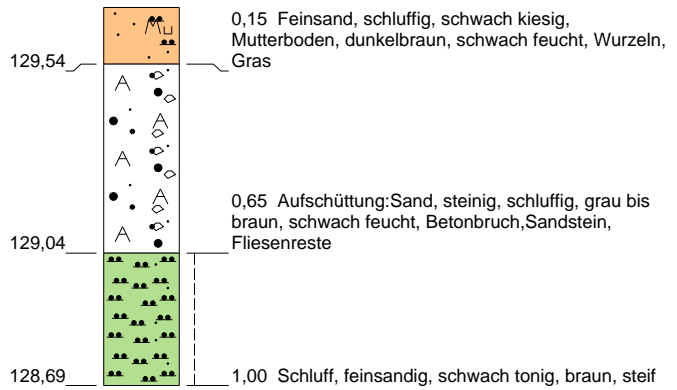 0,15 Feinsand, schluffig, schwach kiesig,
Mutterboden, dunkelbraun, schwach feucht, Wurzeln,
Gras
Mu
129,54
A
A
A
A
0,65 Aufschüttung:Sand, steinig, schluffig, grau bis
braun, schwach feucht, Betonbruch,Sandstein,
Fliesenreste
A
129,04
A
128,69
1,00 Schluff, feinsandig, schwach tonig, braun, steif